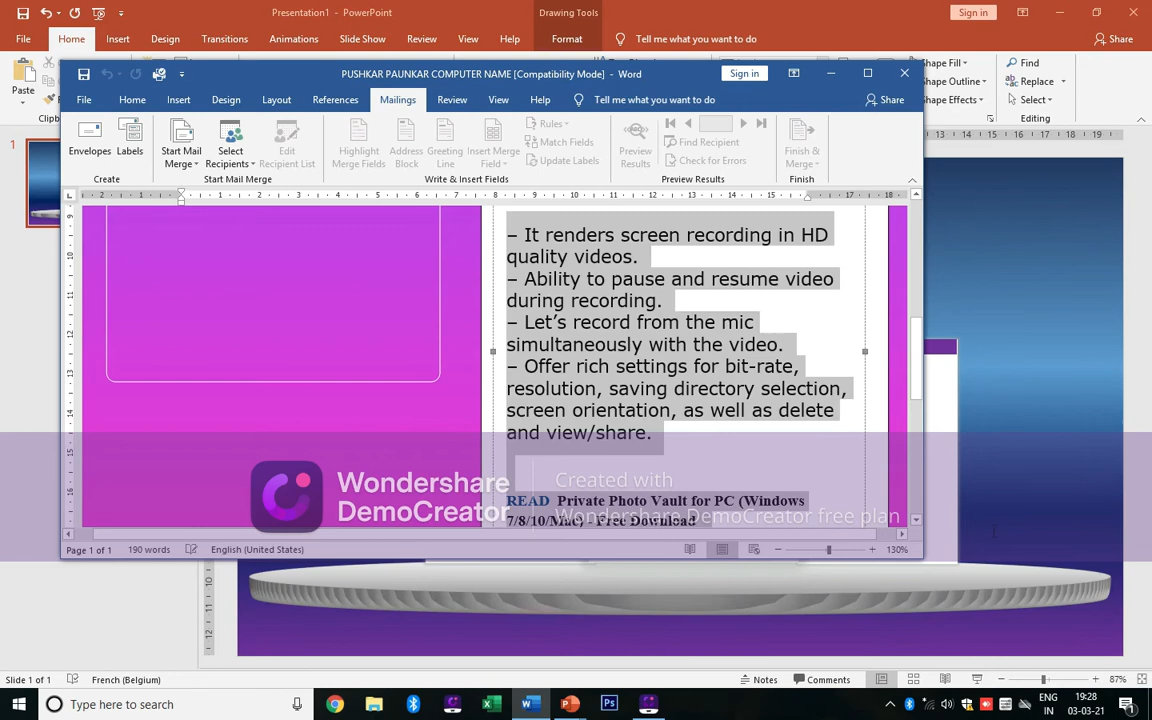 Presentation1 - PowerPoint
Drawing Tools
Sign in
File
Home
Insert
Design
Transitions
Animations
Slide Show
Review
View
Help
Format
Tell me what you want to do
Share
Paste
Clipb
Shape Fill
Shape Outline
Shape Effects
Find
Replace
Select
Editing
PUSHKAR PAUNKAR COMPUTER NAME [Compatibility Mode] - Word
Sign in
File
Home
Insert
Design
Layout
References
Mailings
Review
View
Help
Tell me what you want to do
Share
Envelopes
Labels
Create
Start Mail
Merge
Select
Recipients
Edit
Recipient List
Start Mail Merge
Highlight
Merge Fields
Address
Block
Greeting
Line
Insert Merge
Field
Rules
Match Fields
Update Labels
Write & Insert Fields
Preview
Results
Find Recipient
Check for Errors
Preview Results
Finish &
Merge
Finish
– It renders screen recording in HD
quality videos.
– Ability to pause and resume video
during recording.
– Let’s record from the mic
simultaneously with the video.
– Offer rich settings for bit-rate,
resolution, saving directory selection,
screen orientation, as well as delete
and view/share.
READ Private Photo Vault for PC (Windows
7/8/10/Mac) - Free Download
Wondershare
DemoCreator
Created with
Wondershare DemoCreator free plan
Page 1 of 1
190 words
English (United States)
130%
Slide 1 of 1
French (Belgium)
Notes
Comments
87%
Type here to search
ENG
IN
19:28
03-03-21